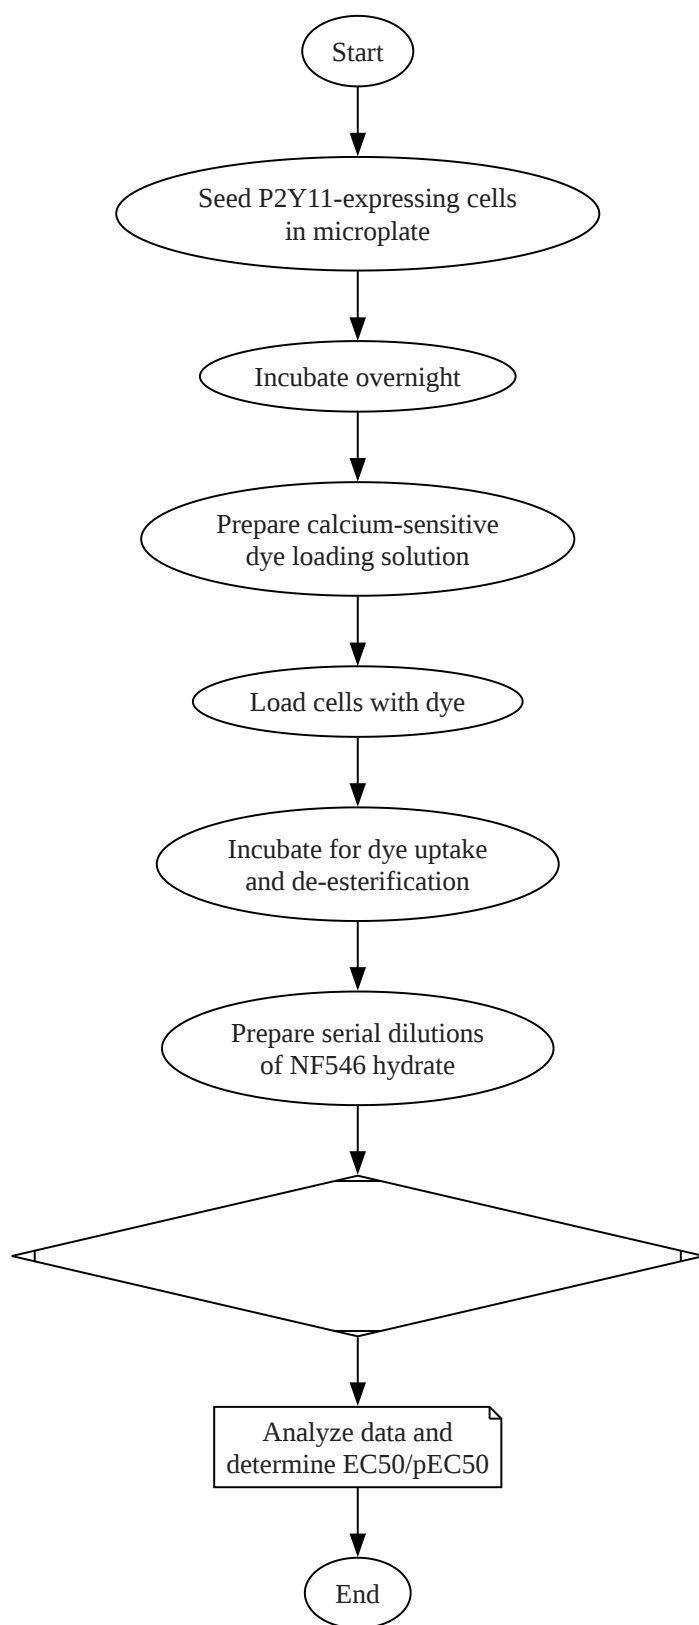 Start
Seed P2Y11-expressing cells
in microplate
Incubate overnight
Prepare calcium-sensitive
dye loading solution
Load cells with dye
Incubate for dye uptake
and de-esterification
Prepare serial dilutions
of NF546 hydrate
Analyze data and
determine EC50/pEC50
End